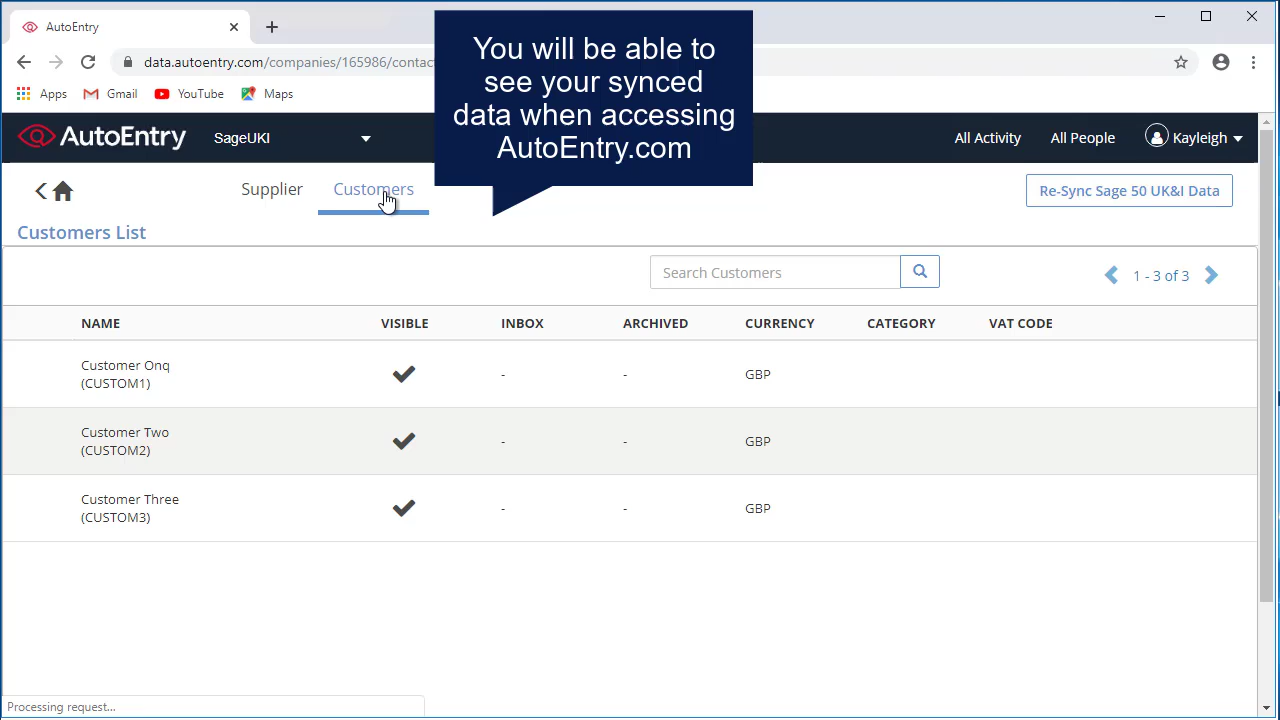 AutoEntry
data.autoentry.com/companies/165986/contac
Apps Gmail YouTube Maps
You will be able to
see your synced
data when accessing
AutoEntry.com
AutoEntry SageUKI All Activity All People Kayleigh
Supplier Customers Re-Sync Sage 50 UK&I Data
Customers List
Search Customers 1 - 3 of 3
NAME VISIBLE INBOX ARCHIVED CURRENCY CATEGORY VAT CODE
Customer Onq
(CUSTOM1) - - GBP
Customer Two
(CUSTOM2) - - GBP
Customer Three
(CUSTOM3) - - GBP
Processing request...